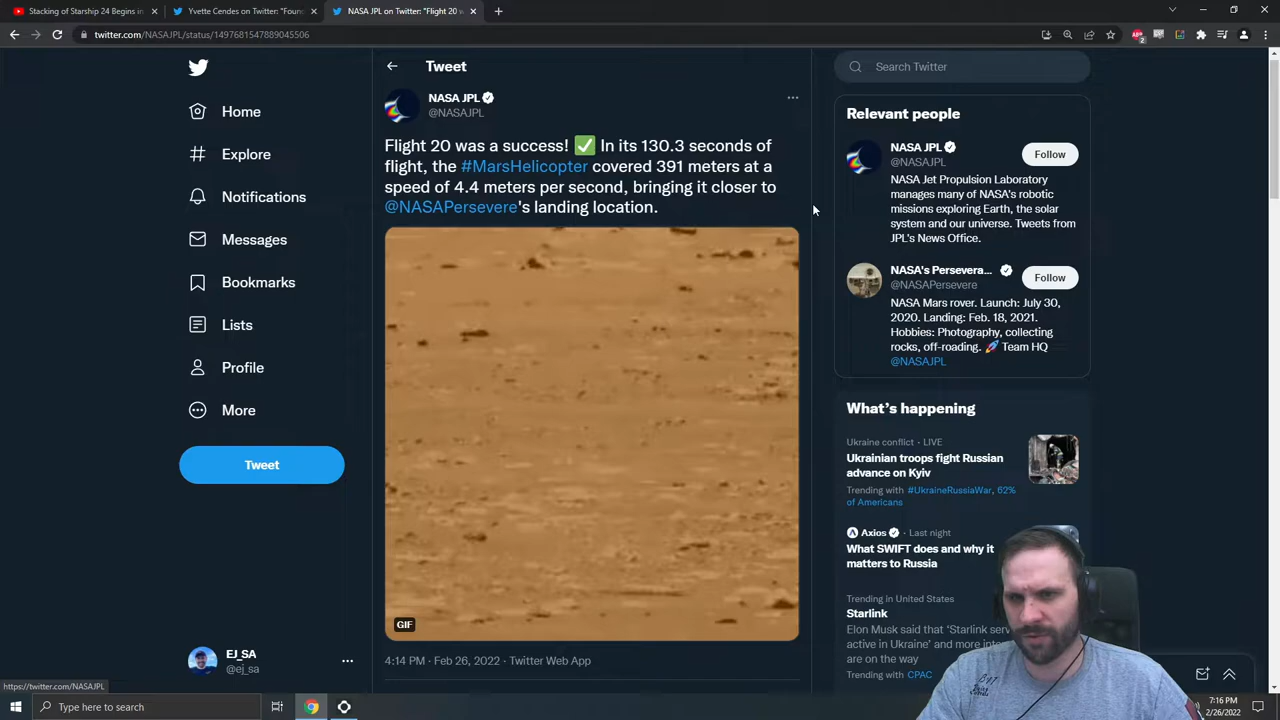 Stacking of Starship 24 Begins in
Yvette Cendes on Twitter: "Foun
NASA JPL on Twitter: "Flight 20 w
twitter.com/NASAJPL/status/1497681547889045506
2
Tweet
Search Twitter
Home
Explore
Notifications
Messages
Bookmarks
Lists
Profile
More
Tweet
EJ_SA
@ej_sa
NASA JPL
@NASAJPL
Flight 20 was a success! ✅ In its 130.3 seconds of
flight, the #MarsHelicopter covered 391 meters at a
speed of 4.4 meters per second, bringing it closer to
@NASAPersevere's landing location.
GIF
4:14 PM · Feb 26, 2022 · Twitter Web App
Relevant people
NASA JPL
@NASAJPL
Follow
NASA Jet Propulsion Laboratory
manages many of NASA's robotic
missions exploring Earth, the solar
system and our universe. Tweets from
JPL's News Office.
NASA's Persevera...
@NASAPersevere
Follow
NASA Mars rover. Launch: July 30,
2020. Landing: Feb. 18, 2021.
Hobbies: Photography, collecting
rocks, off-roading. 🚀 Team HQ
@NASAJPL
What's happening
Ukraine conflict · LIVE
Ukrainian troops fight Russian
advance on Kyiv
Trending with #UkraineRussiaWar, 62%
of Americans
Axios · Last night
What SWIFT does and why it
matters to Russia
Trending in United States
Starlink
Elon Musk said that 'Starlink serv
active in Ukraine' and more
are on the way
Trending with CPAC
https://twitter.com/NASAJPL
Type here to search
7:16 PM
2/26/2022